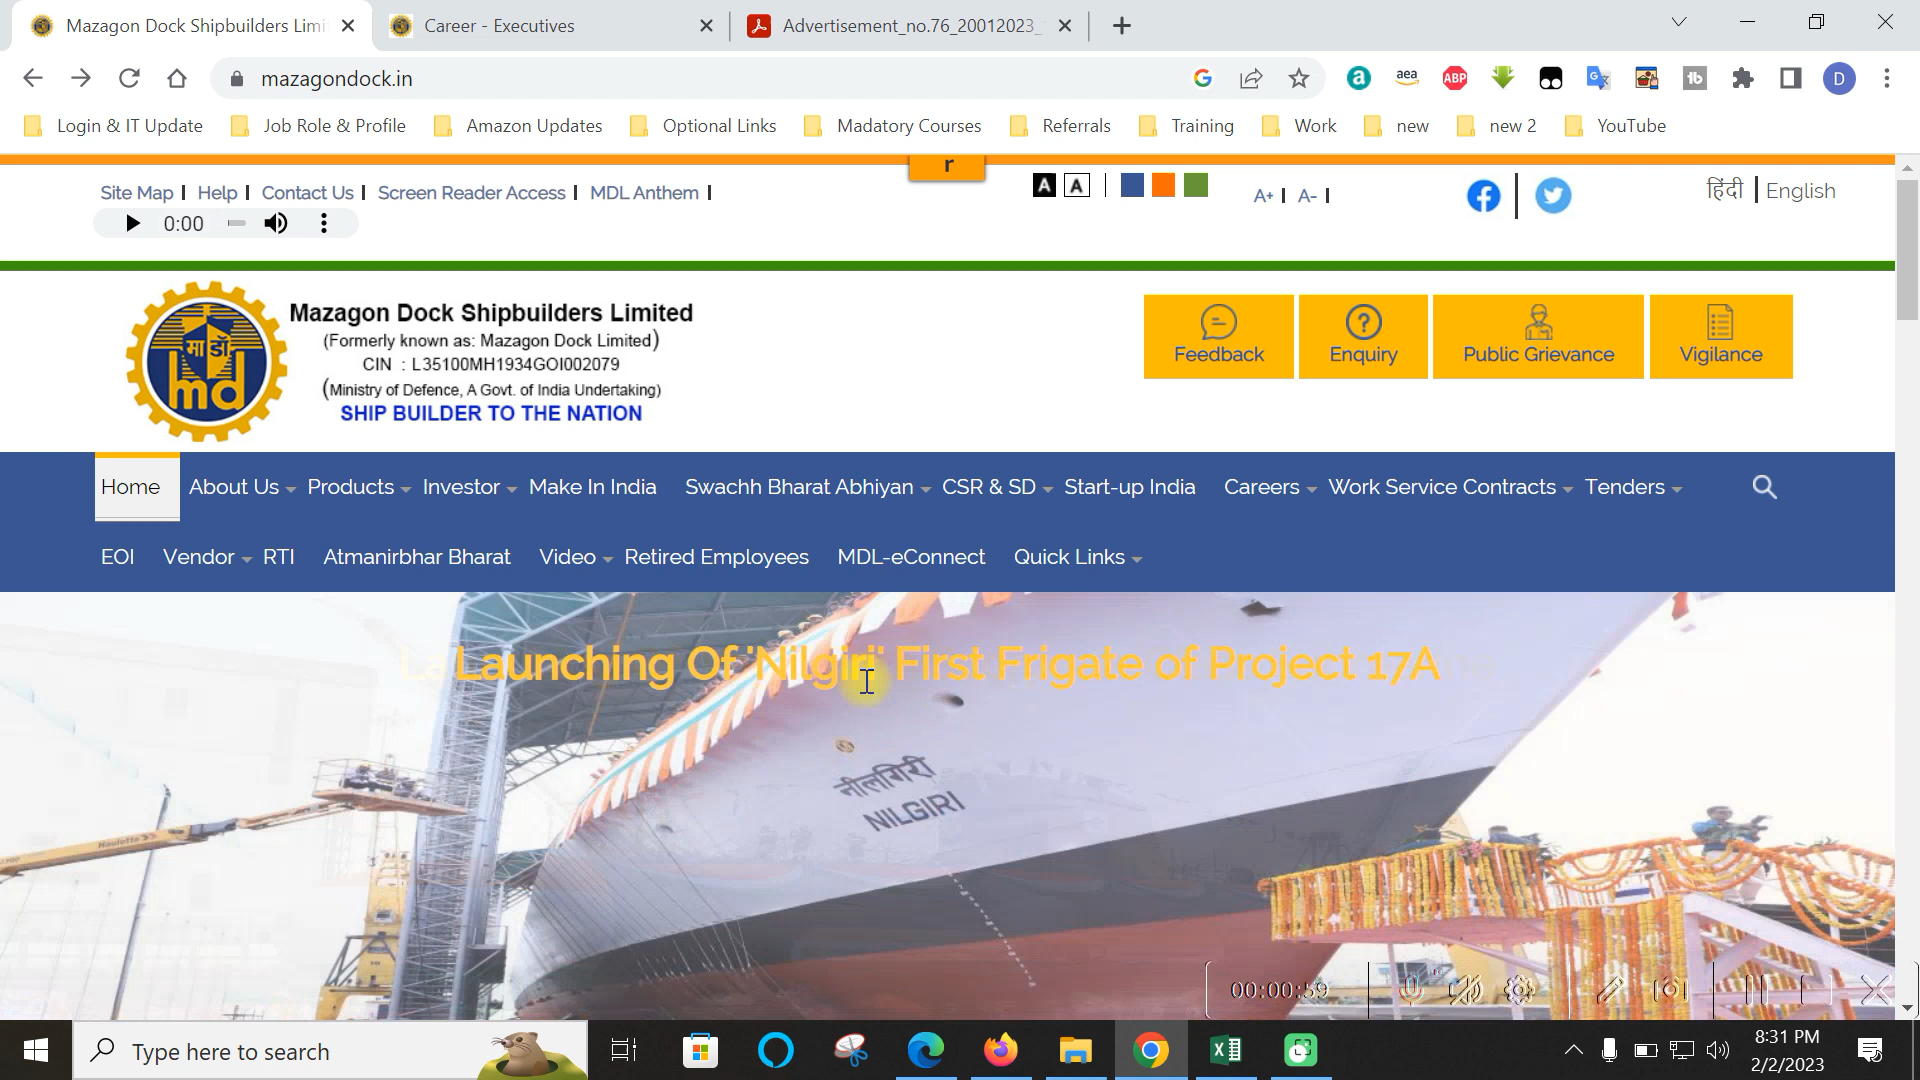 Mazagon Dock Shipbuilders Limi
Career - Executives
Advertisement_no.76_20012023_
mazagondock.in
aea
ABP
D
Login & IT Update
Job Role & Profile
Amazon Updates
Optional Links
Madatory Courses
Referrals
Training
Work
new
new 2
YouTube
r
Site Map | Help | Contact Us | Screen Reader Access | MDL Anthem |
A A | A+ | A- |
हिंदी | English
0:00
Mazagon Dock Shipbuilders Limited
(Formerly known as: Mazagon Dock Limited)
CIN : L35100MH1934GOI002079
(Ministry of Defence, A Govt. of India Undertaking)
SHIP BUILDER TO THE NATION
मा डॉ
md
Feedback
Enquiry
Public Grievance
Vigilance
Home About Us Products Investor Make In India Swachh Bharat Abhiyan CSR & SD Start-up India Careers Work Service Contracts Tenders
EOI Vendor RTI Atmanirbhar Bharat Video Retired Employees MDL-eConnect Quick Links
Launching Of 'Nilgiri' First Frigate of Project 17A
नीलगिरी
NILGIRI
Haulotte
00:00:59
Type here to search
8:31 PM
2/2/2023